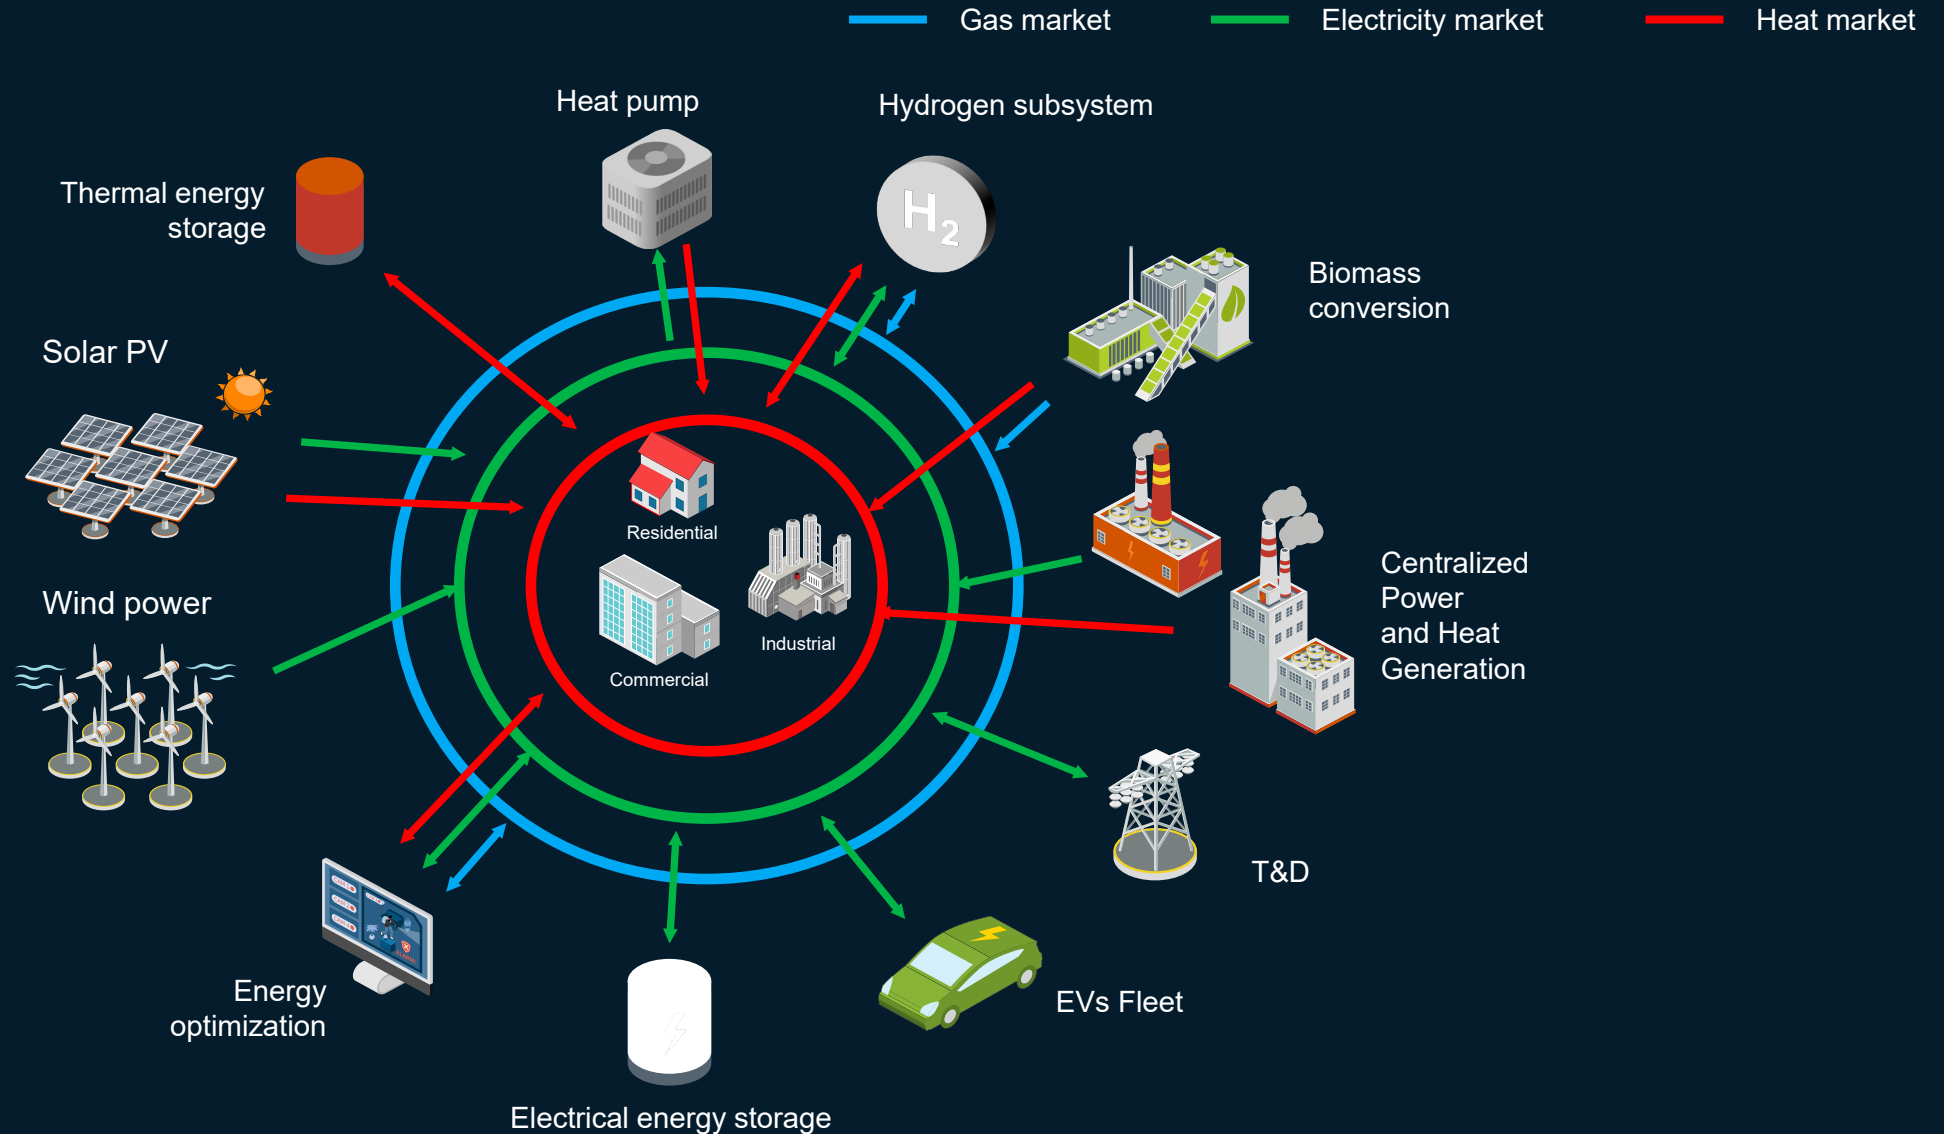 Gas market
Electricity market
Heat market
Heat pump
Hydrogen subsystem
Thermal energy
storage
H2
Biomass
conversion
Solar PV
Residential
Industrial
Commercial
Centralized
Power
and Heat
Generation
Wind power
T&D
Energy
optimization
EVs Fleet
Electrical energy storage